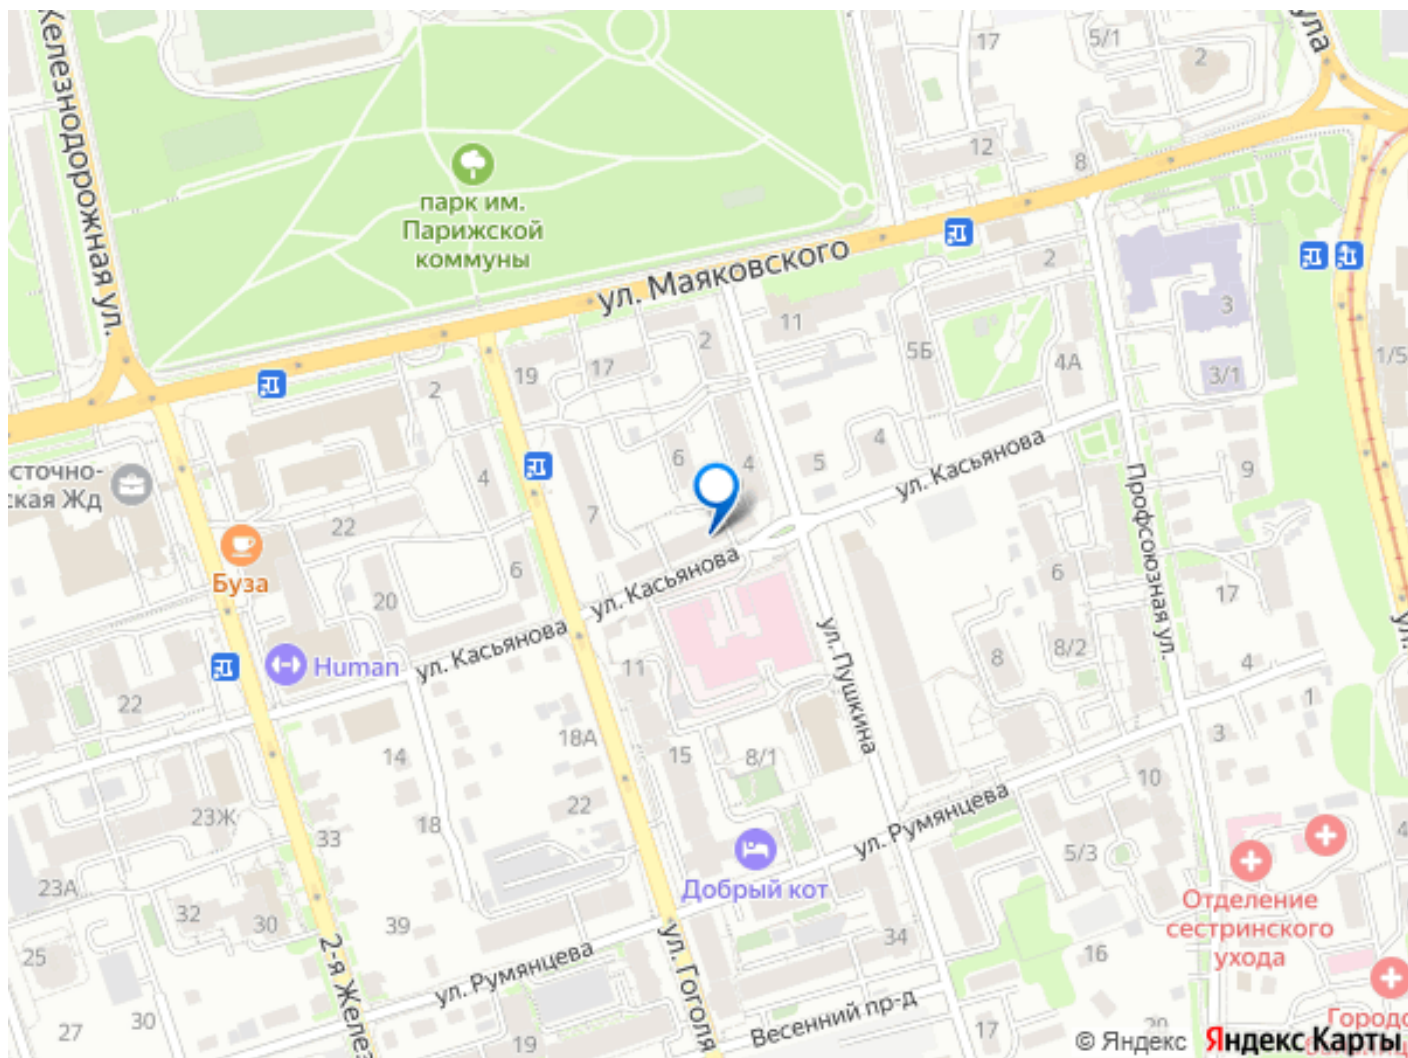 Железнодорожная ул.
17
5/1
2
12
8
парк им.
Парижской
коммуны
ул. Маяковского
2
3
11
2
5Б
4А
3/1
1/5
17
19
2
6
4
5
4
9
ул. Касьянова
Профсоюзная ул.
4
7
22
Буза
6
20
ул. Касьянова
ул. Касьянова
Human
6
17
8/2
8
4
1
3
ул. Пушкина
22
11
14
18А
15
8/1
10
23Ж
33
18
22
ул. Румянцева
5/3
Добрый кот
23А
32
30
39
34
16
25
Отделение
сестринского
ухода
2-я Желез
ул. Румянцева
ул. Гоголя
Весенний пр-д
27
30
19
17
© Яндекс
Яндекс Карты